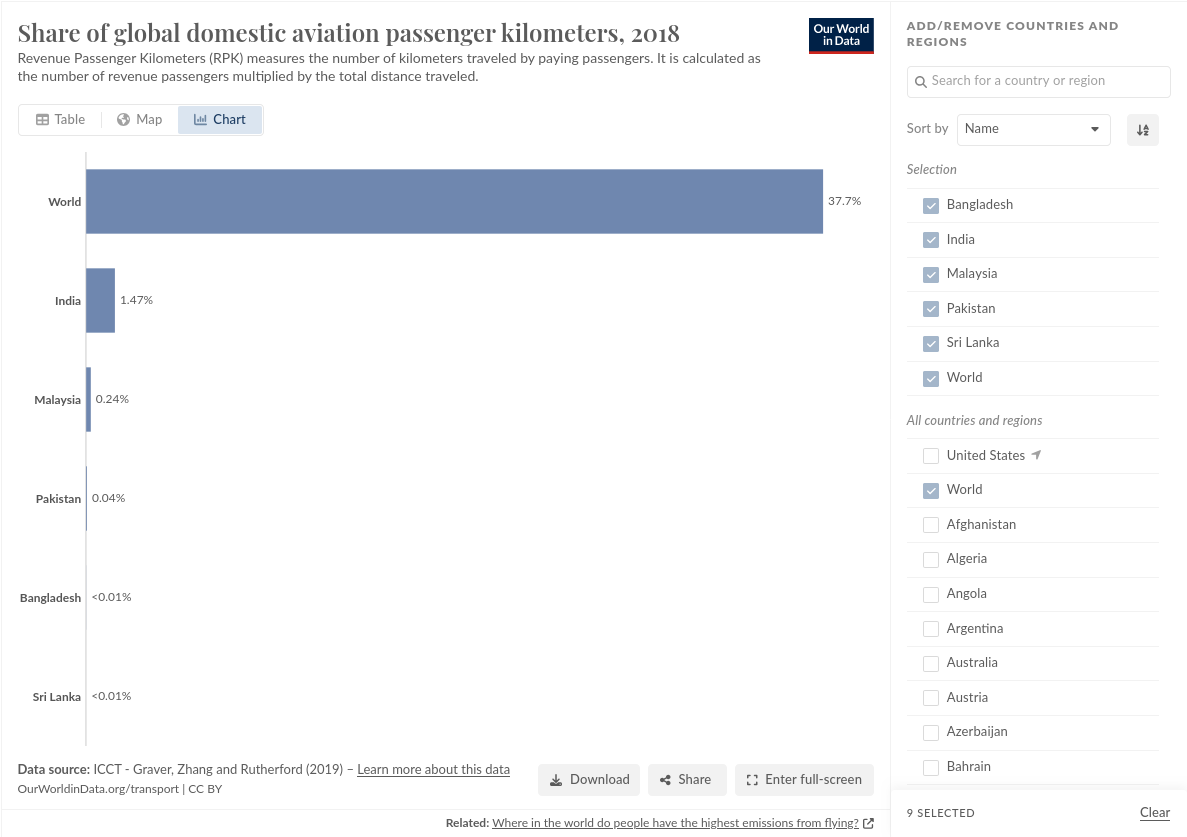 Share of global domestic aviation passenger kilometers, 2018
Revenue Passenger Kilometers (RPK) measures the number of kilometers traveled by paying passengers. It is calculated as
the number of revenue passengers multiplied by the total distance traveled.
Our World
in Data
Table
Map
Chart
World
37.7%
India
1.47%
Malaysia
0.24%
Pakistan
0.04%
Bangladesh
<0.01%
Sri Lanka
<0.01%
Data source: ICCT - Graver, Zhang and Rutherford (2019) – Learn more about this data
OurWorldinData.org/transport | CC BY
Download
Share
Enter full-screen
Related: Where in the world do people have the highest emissions from flying?
ADD/REMOVE COUNTRIES AND
REGIONS
Search for a country or region
Sort by
Name
Selection
Bangladesh
India
Malaysia
Pakistan
Sri Lanka
World
All countries and regions
United States
World
Afghanistan
Algeria
Angola
Argentina
Australia
Austria
Azerbaijan
Bahrain
9 SELECTED
Clear